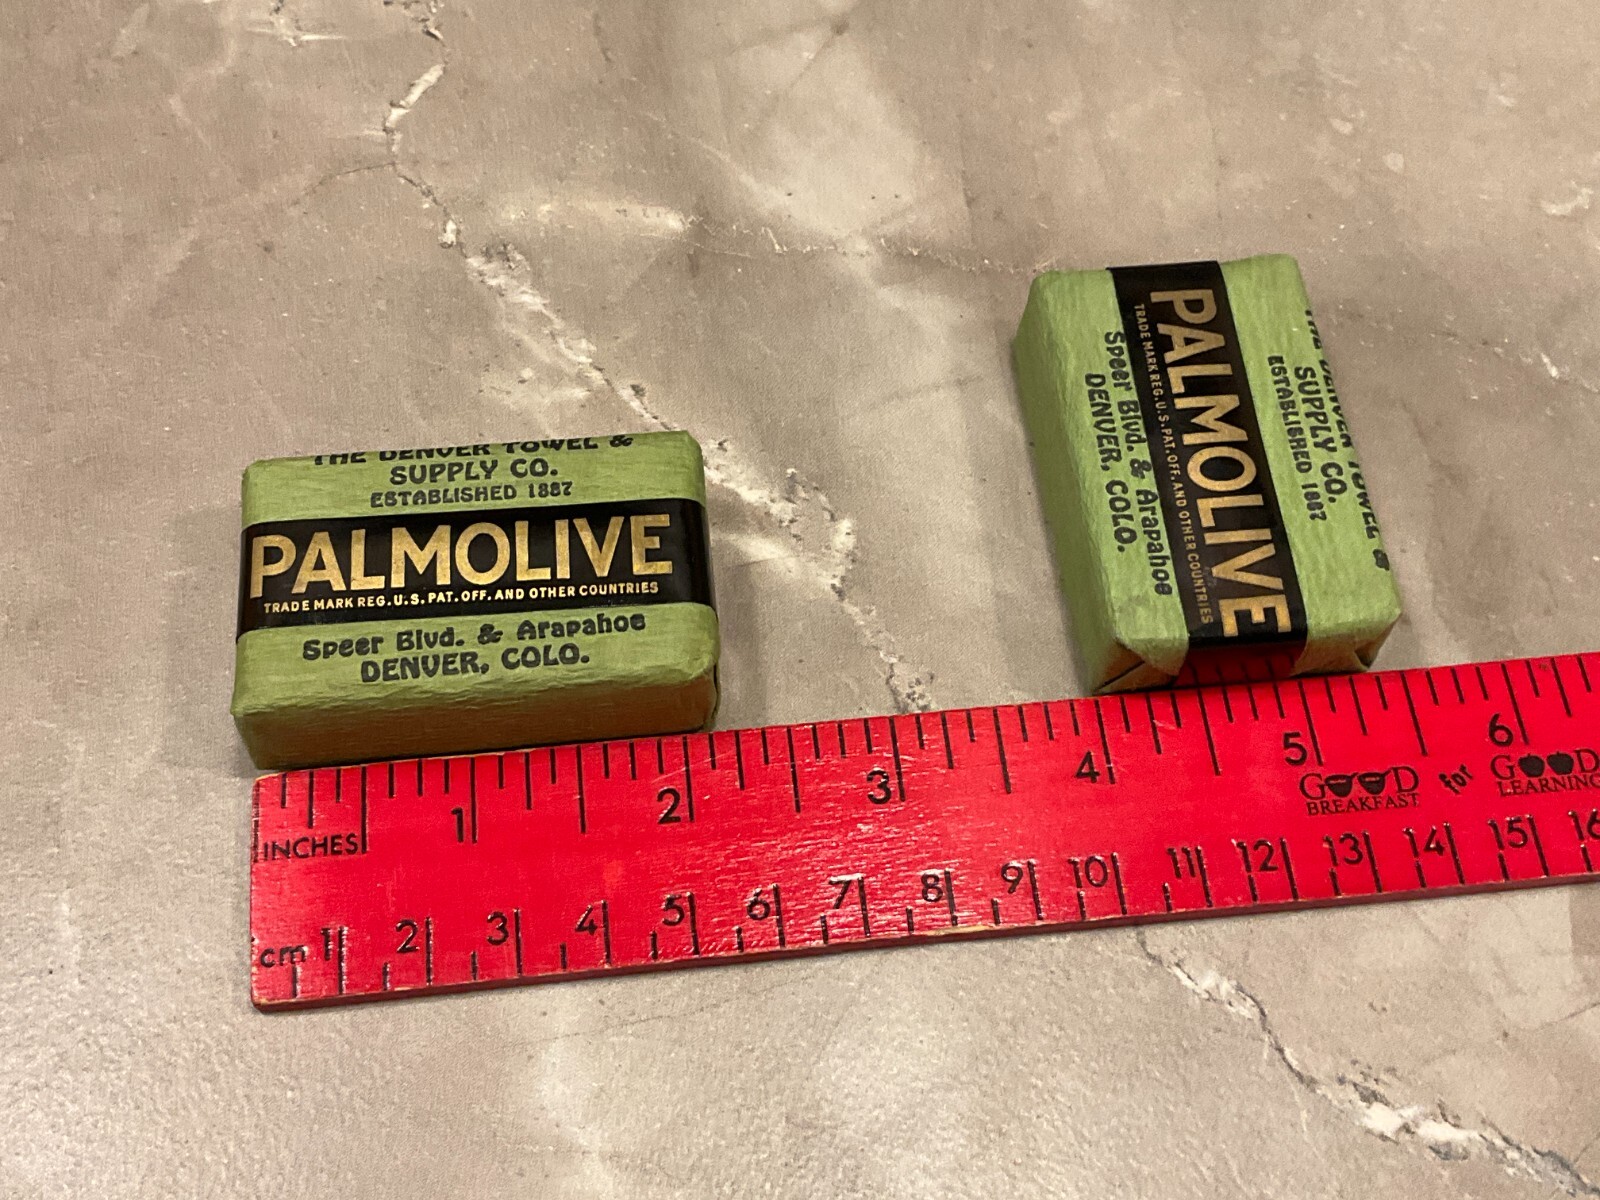 THE DENVER TOWEL &
SUPPLY CO.
ESTABLISHED 1887
PALMOLIVE
TRADE MARK REG. U.S. PAT. OFF. AND OTHER COUNTRIES
Speer Blvd. & Arapahoe
DENVER, COLO.
THE DENVER TOWEL &
SUPPLY CO.
ESTABLISHED 1887
PALMOLIVE
TRADE MARK REG. U.S. PAT. OFF. AND OTHER COUNTRIES
Speer Blvd. & Arapahoe
DENVER, COLO.
INCHES 1 2 3 4 5 6
GOOD BREAKFAST for GOOD LEARNING
cm 1 2 3 4 5 6 7 8 9 10 11 12 13 14 15 16